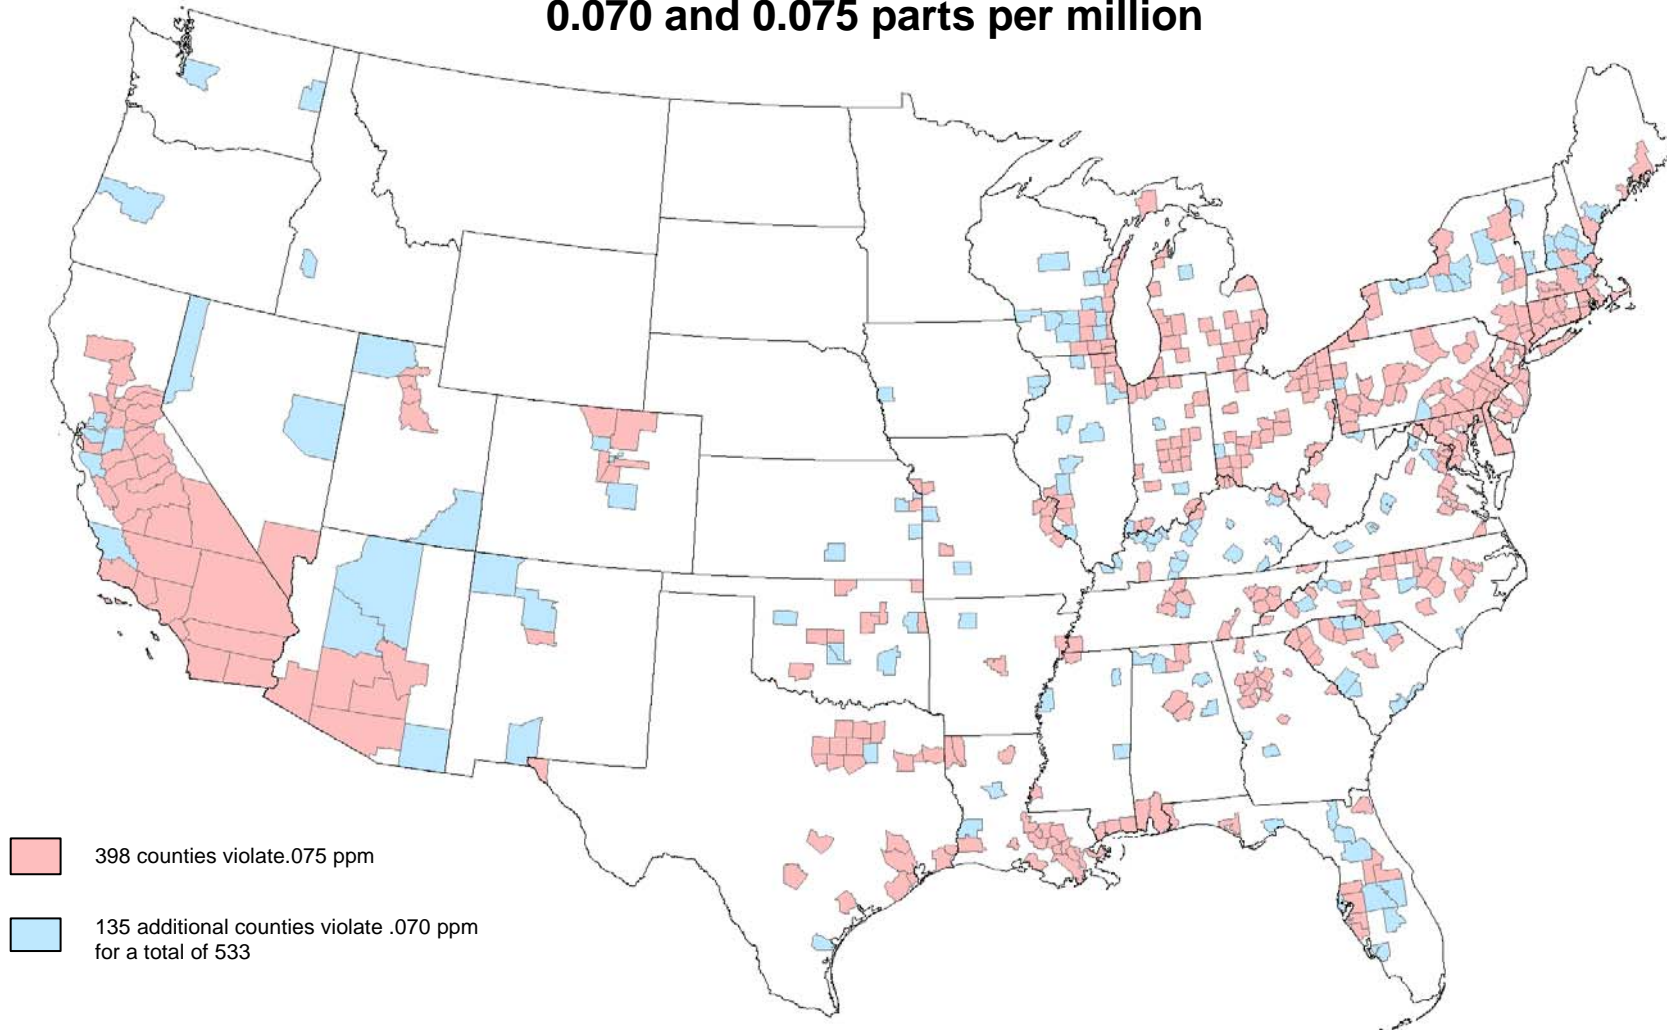 0.070 and 0.075 parts per million
398 counties violate.075 ppm
135 additional counties violate .070 ppm
for a total of 533